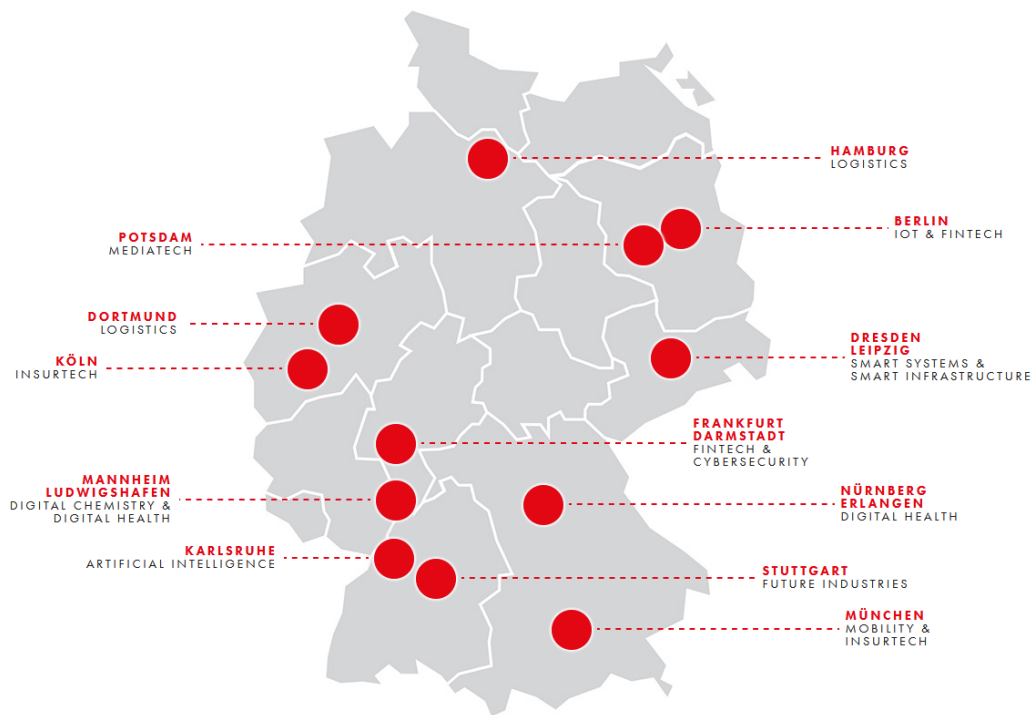 HAMBURG
LOGISTICS
BERLIN
IOT & FINTECH
POTSDAM
MEDIATECH
DORTMUND
LOGISTICS
KÖLN
INSURTECH
DRESDEN
LEIPZIG
SMART SYSTEMS &
SMART INFRASTRUCTURE
FRANKFURT
DARMSTADT
FINTECH &
CYBERSECURITY
MANNHEIM
LUDWIGSHAFEN
DIGITAL CHEMISTRY &
DIGITAL HEALTH
NÜRNBERG
ERLANGEN
DIGITAL HEALTH
KARLSRUHE
ARTIFICIAL INTELLIGENCE
STUTTGART
FUTURE INDUSTRIES
MÜNCHEN
MOBILITY &
INSURTECH